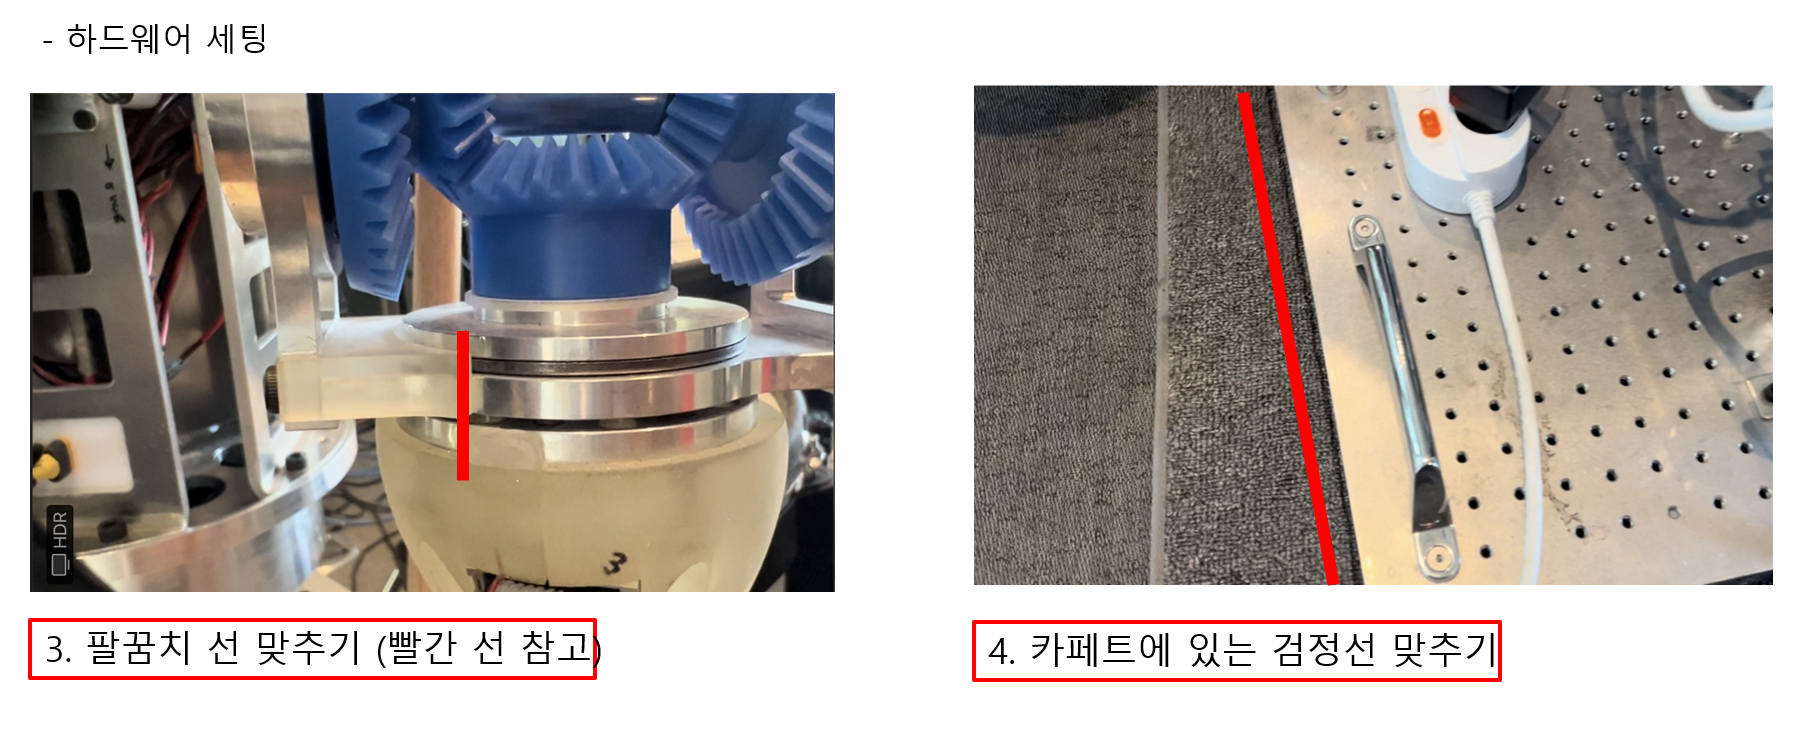 - 하드웨어 세팅
HDR
3
3. 팔꿈치 선 맞추기 (빨간 선 참고)
4. 카페트에 있는 검정선 맞추기